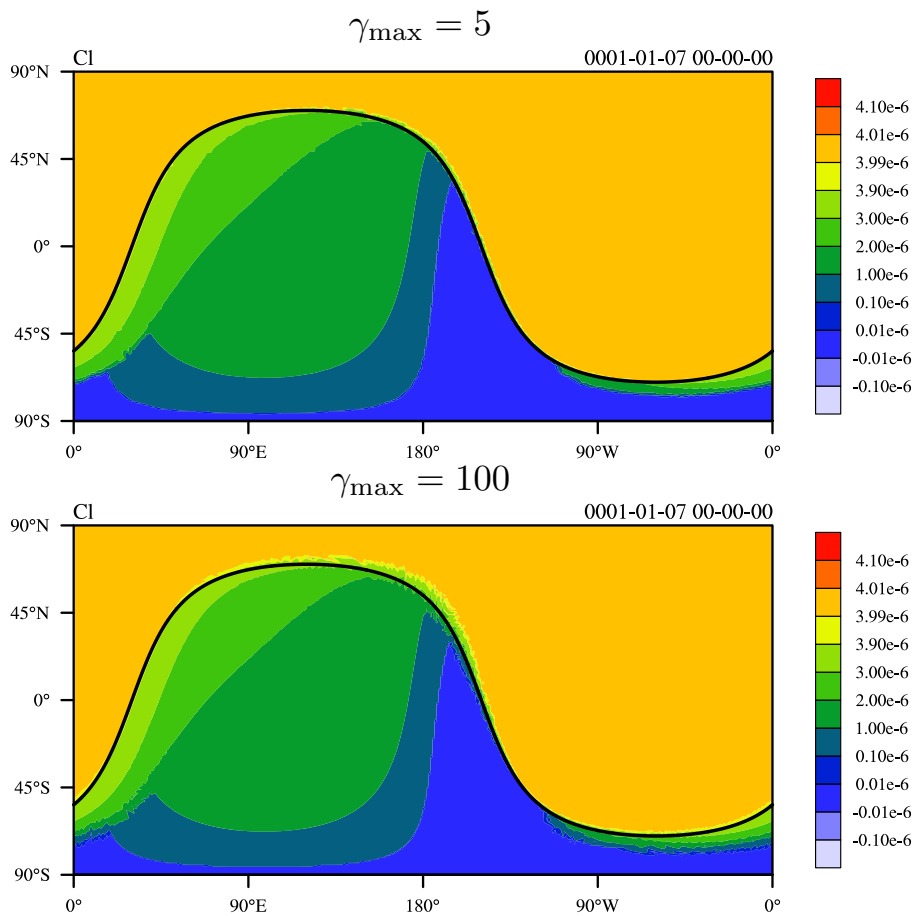 γmax = 5
Cl 0001-01-07 00-00-00
90°N
45°N
0°
45°S
90°S
0° 90°E 180° 90°W 0°
4.10e-6
4.01e-6
3.99e-6
3.90e-6
3.00e-6
2.00e-6
1.00e-6
0.10e-6
0.01e-6
-0.01e-6
-0.10e-6
γmax = 100
Cl 0001-01-07 00-00-00
90°N
45°N
0°
45°S
90°S
0° 90°E 180° 90°W 0°
4.10e-6
4.01e-6
3.99e-6
3.90e-6
3.00e-6
2.00e-6
1.00e-6
0.10e-6
0.01e-6
-0.01e-6
-0.10e-6